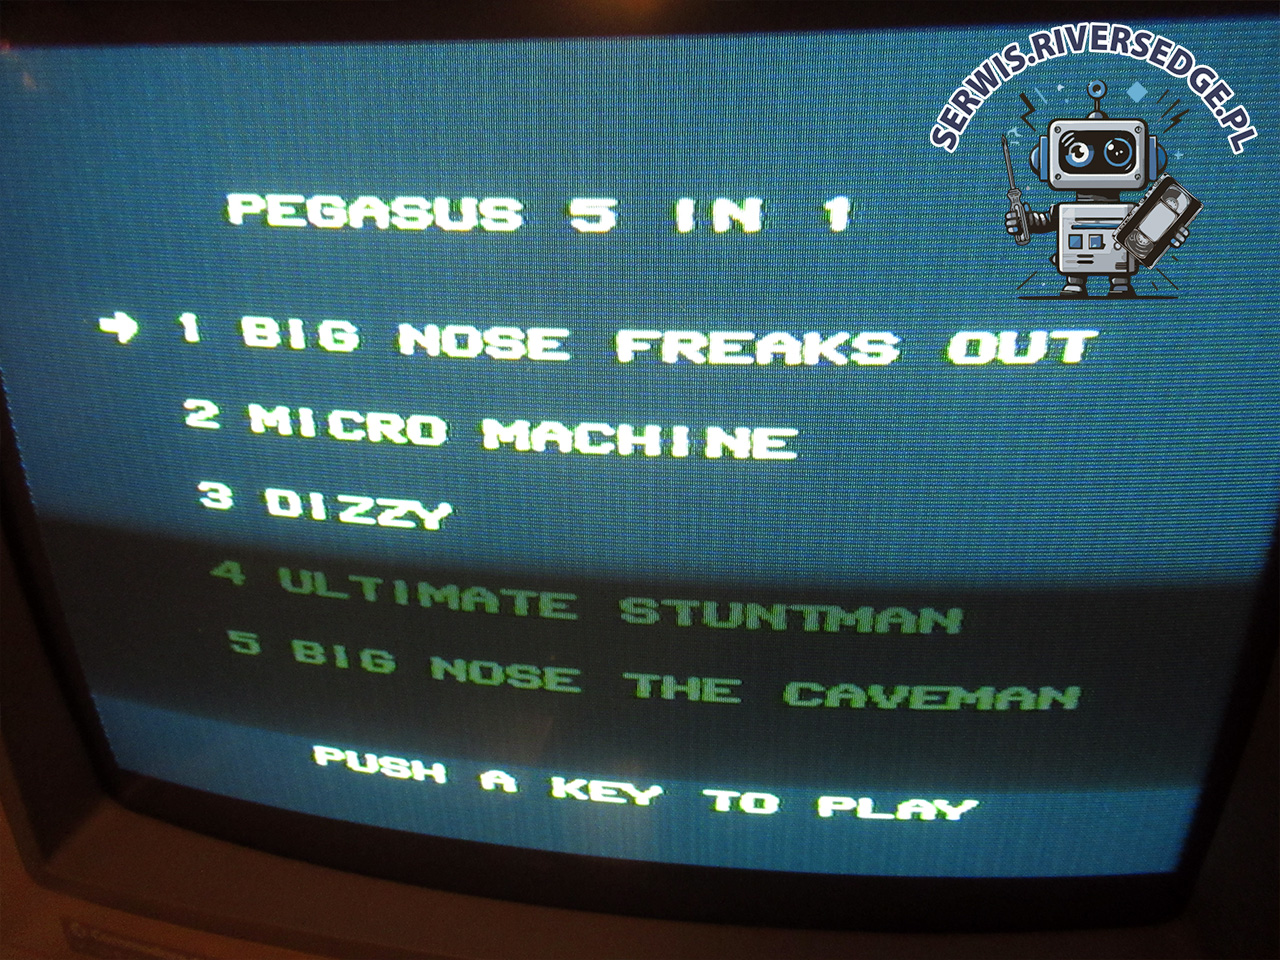 SERWIS.RIVERSEDGE.PL
PEGASUS 5 IN 1
→ 1 BIG NOSE FREAKS OUT
2 MICRO MACHINE
3 DIZZY
4 ULTIMATE STUNTMAN
5 BIG NOSE THE CAVEMAN
PUSH A KEY TO PLAY